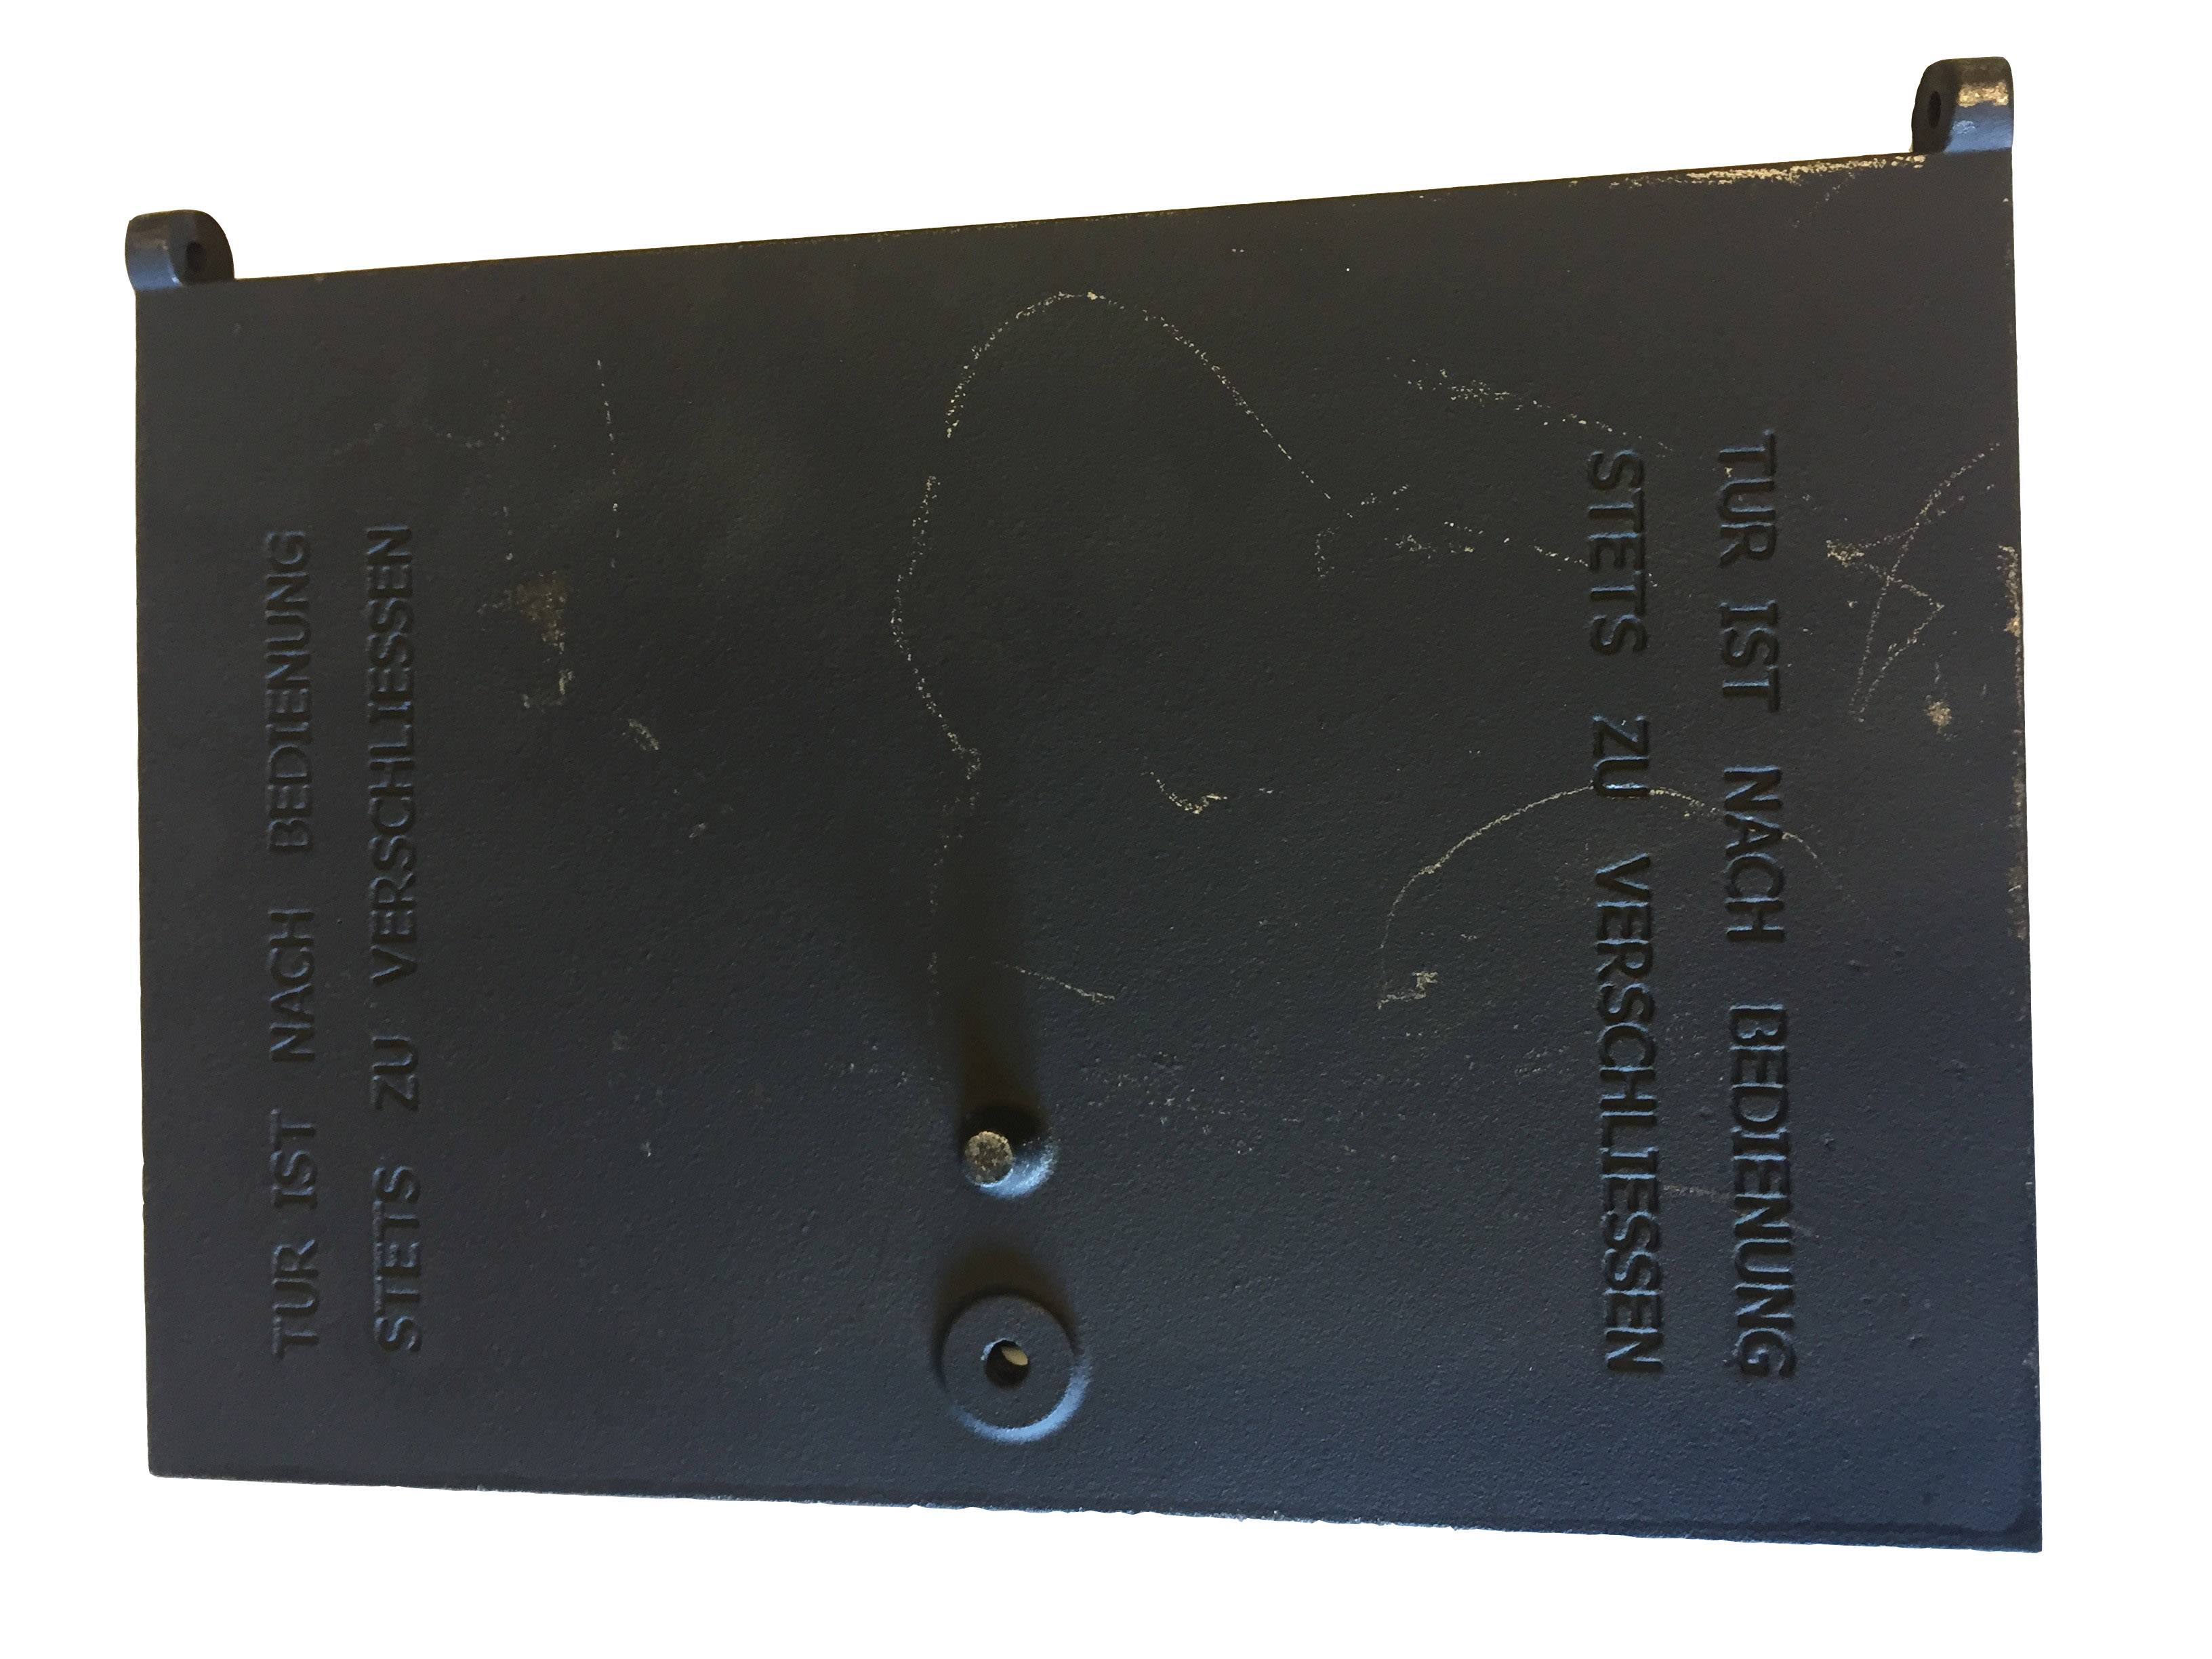 TUR IST NACH BEDIENUNG
STETS ZU VERSCHLIESSEN
TUR IST NACH BEDIENUNG
STETS ZU VERSCHLIESSEN